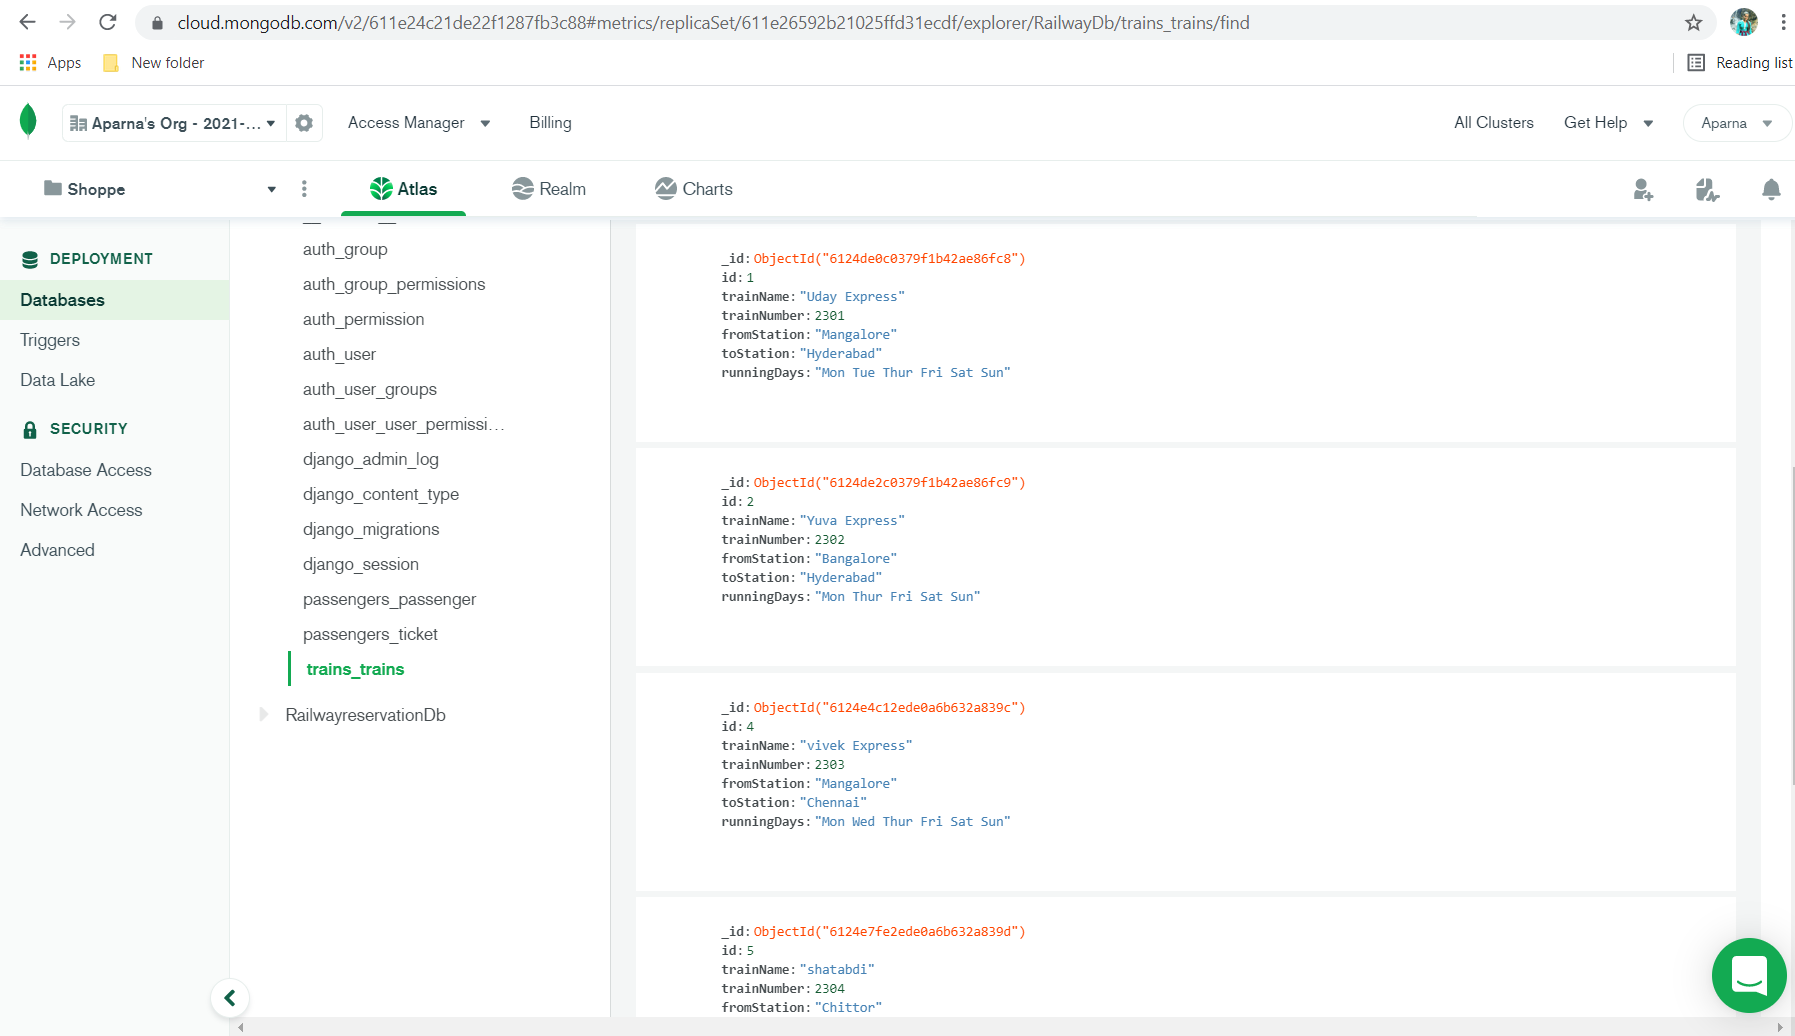 cloud.mongodb.com/v2/611e24c21de22f1287fb3c88#metrics/replicaSet/611e26592b21025ffd31ecdf/explorer/RailwayDb/trains_trains/find
Apps
New folder
Reading list
Aparna's Org - 2021-...
Access Manager
Billing
All Clusters
Get Help
Aparna
Shoppe
Atlas
Realm
Charts
DEPLOYMENT
Databases
Triggers
Data Lake
SECURITY
Database Access
Network Access
Advanced
auth_group
auth_group_permissions
auth_permission
auth_user
auth_user_groups
auth_user_user_permissi...
django_admin_log
django_content_type
django_migrations
django_session
passengers_passenger
passengers_ticket
trains_trains
RailwayreservationDb
_id: ObjectId("6124de0c0379f1b42ae86fc8")
id: 1
trainName: "Uday Express"
trainNumber: 2301
fromStation: "Mangalore"
toStation: "Hyderabad"
runningDays: "Mon Tue Thur Fri Sat Sun"
_id: ObjectId("6124de2c0379f1b42ae86fc9")
id: 2
trainName: "Yuva Express"
trainNumber: 2302
fromStation: "Bangalore"
toStation: "Hyderabad"
runningDays: "Mon Thur Fri Sat Sun"
_id: ObjectId("6124e4c12ede0a6b632a839c")
id: 4
trainName: "vivek Express"
trainNumber: 2303
fromStation: "Mangalore"
toStation: "Chennai"
runningDays: "Mon Wed Thur Fri Sat Sun"
_id: ObjectId("6124e7fe2ede0a6b632a839d")
id: 5
trainName: "shatabdi"
trainNumber: 2304
fromStation: "Chittor"